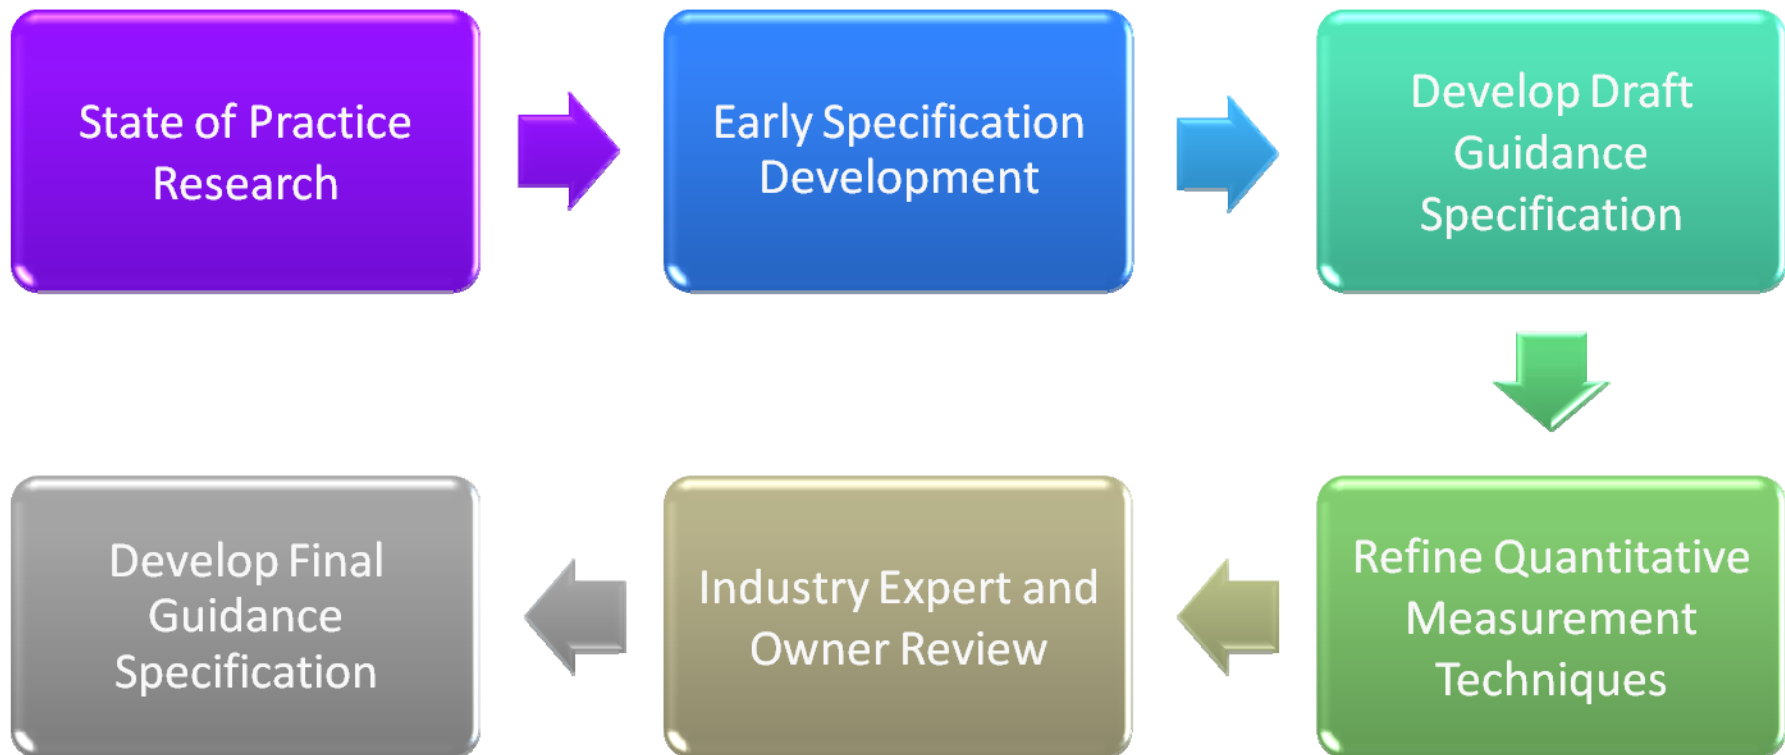 State of Practice
Research
Early Specification
Development
Develop Draft
Guidance
Specification
Refine Quantitative
Measurement
Techniques
Industry Expert and
Owner Review
Develop Final
Guidance
Specification